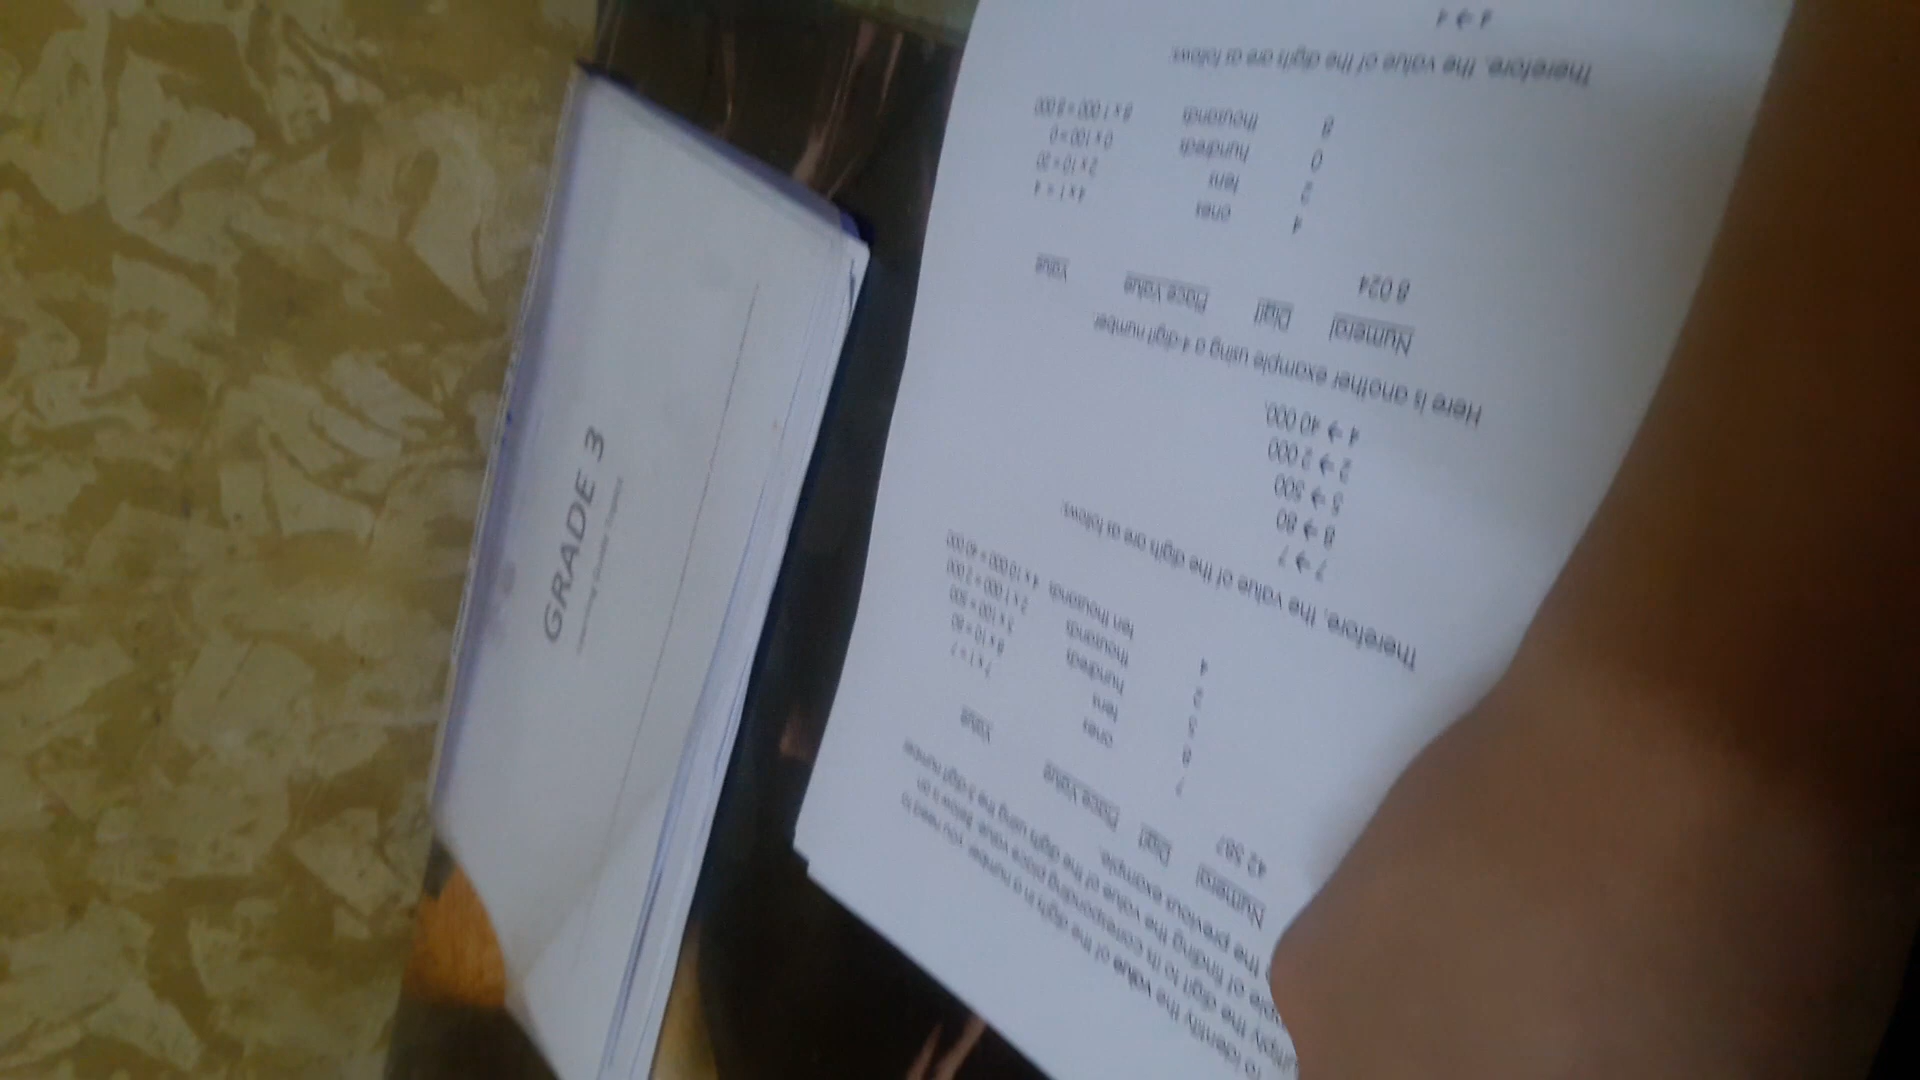 To identify the value of the digits in a number, you need to
multiply the digit to its corresponding place value. Below is an
example of finding the value of the digits using the 5-digit number
the previous example.
Numeral Digit Place Value Value
42 587
7 ones 7 x 1 = 7
8 tens 8 x 10 = 80
5 hundreds 5 x 100 = 500
2 thousands 2 x 1 000 = 2 000
4 ten thousands 4 x 10 000 = 40 000
Therefore, the value of the digits are as follows:
7 → 7
8 → 80
5 → 500
2 → 2 000
4 → 40 000.
Here is another example using a 4-digit number.
Numeral Digit Place Value Value
8 024
4 ones 4 x 1 = 4
2 tens 2 x 10 = 20
0 hundreds 0 x 100 = 0
8 thousands 8 x 1 000 = 8 000
Therefore, the value of the digits are as follows:
4 → 4
GRADE 3